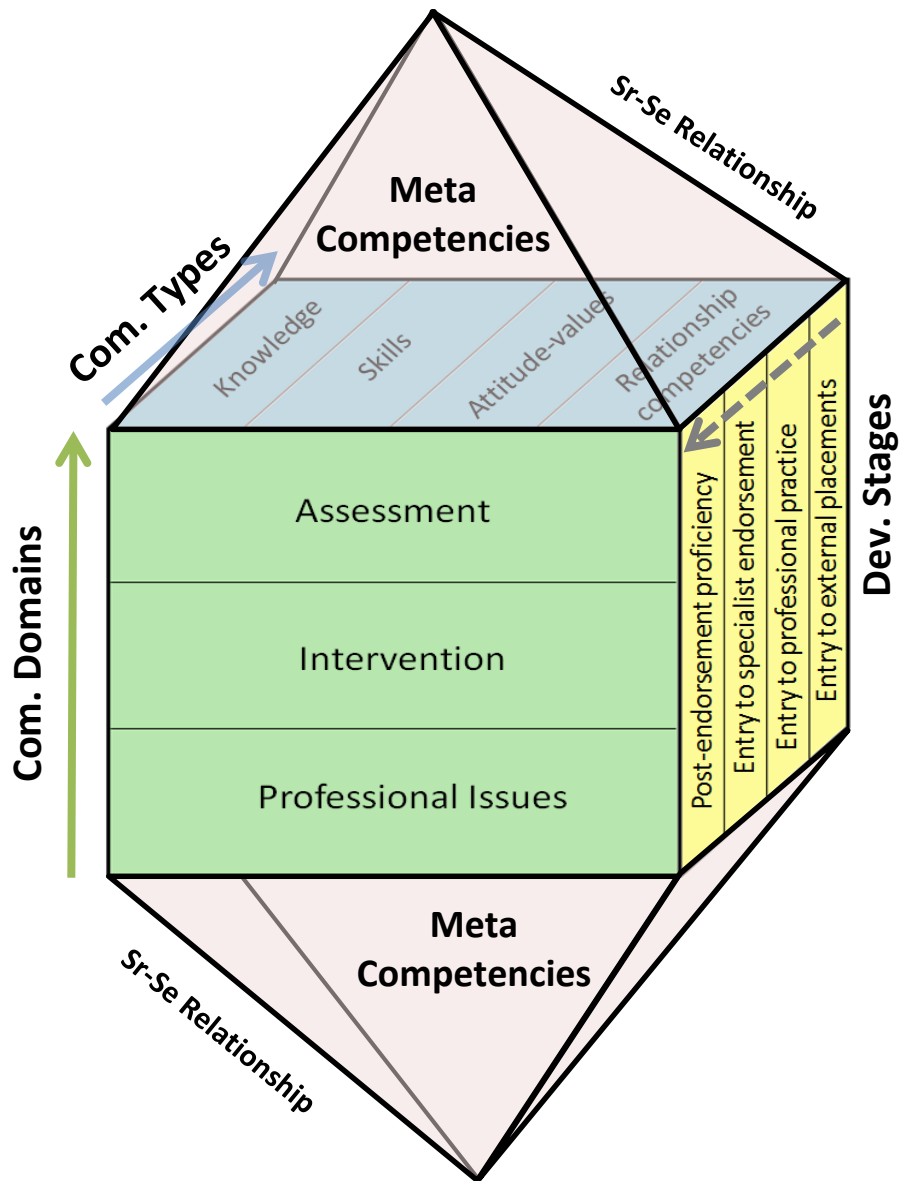 Sr-Se Relationship
Meta
Competencies
Com. Types
Knowledge
Skills
Attitude-values
Relationship
competencies
Com. Domains
Assessment
Intervention
Professional Issues
Post-endorsement proficiency
Entry to specialist endorsement
Entry to professional practice
Entry to external placements
Dev. Stages
Meta
Competencies
Sr-Se Relationship